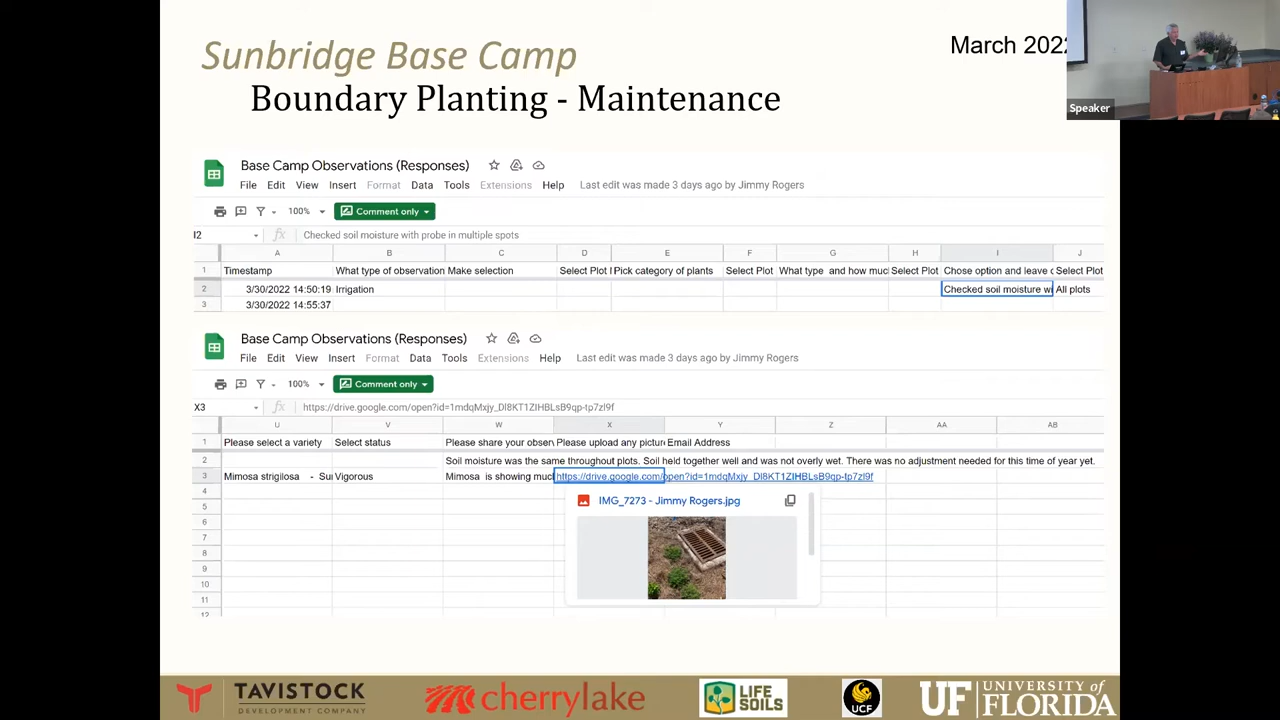 Sunbridge Base Camp
March 2022
Boundary Planting - Maintenance
Speaker
Base Camp Observations (Responses)
File Edit View Insert Format Data Tools Extensions Help Last edit was made 3 days ago by Jimmy Rogers
100% Comment only
I2 fx Checked soil moisture with probe in multiple spots
A B C D E F G H I J
1 Timestamp What type of observation Make selection Select Plot Pick category of plants Select Plot What type and how muc Select Plot Chose option and leave c Select Plot
2 3/30/2022 14:50:19 Irrigation Checked soil moisture wi All plots
3 3/30/2022 14:55:37
Base Camp Observations (Responses)
File Edit View Insert Format Data Tools Extensions Help Last edit was made 3 days ago by Jimmy Rogers
100% Comment only
X3 fx https://drive.google.com/open?id=1mdqMxjy_Dl8KT1ZIHBLsB9qp-tp7zl9f
U V W X Y Z AA AB
1 Please select a variety Select status Please share your obser Please upload any pictur Email Address
2 Soil moisture was the same throughout plots. Soil held together well and was not overly wet. There was no adjustment needed for this time of year yet.
3 Mimosa strigilosa - Su Vigorous Mimosa is showing muc https://drive.google.com/open?id=1mdqMxjy_Dl8KT1ZIHBLsB9qp-tp7zl9f
4
IMG_7273 - Jimmy Rogers.jpg
5
6
7
8
9
10
11
12
TAVISTOCK
DEVELOPMENT COMPANY
cherrylake
LIFE SOILS
UCF
UF UNIVERSITY of FLORIDA